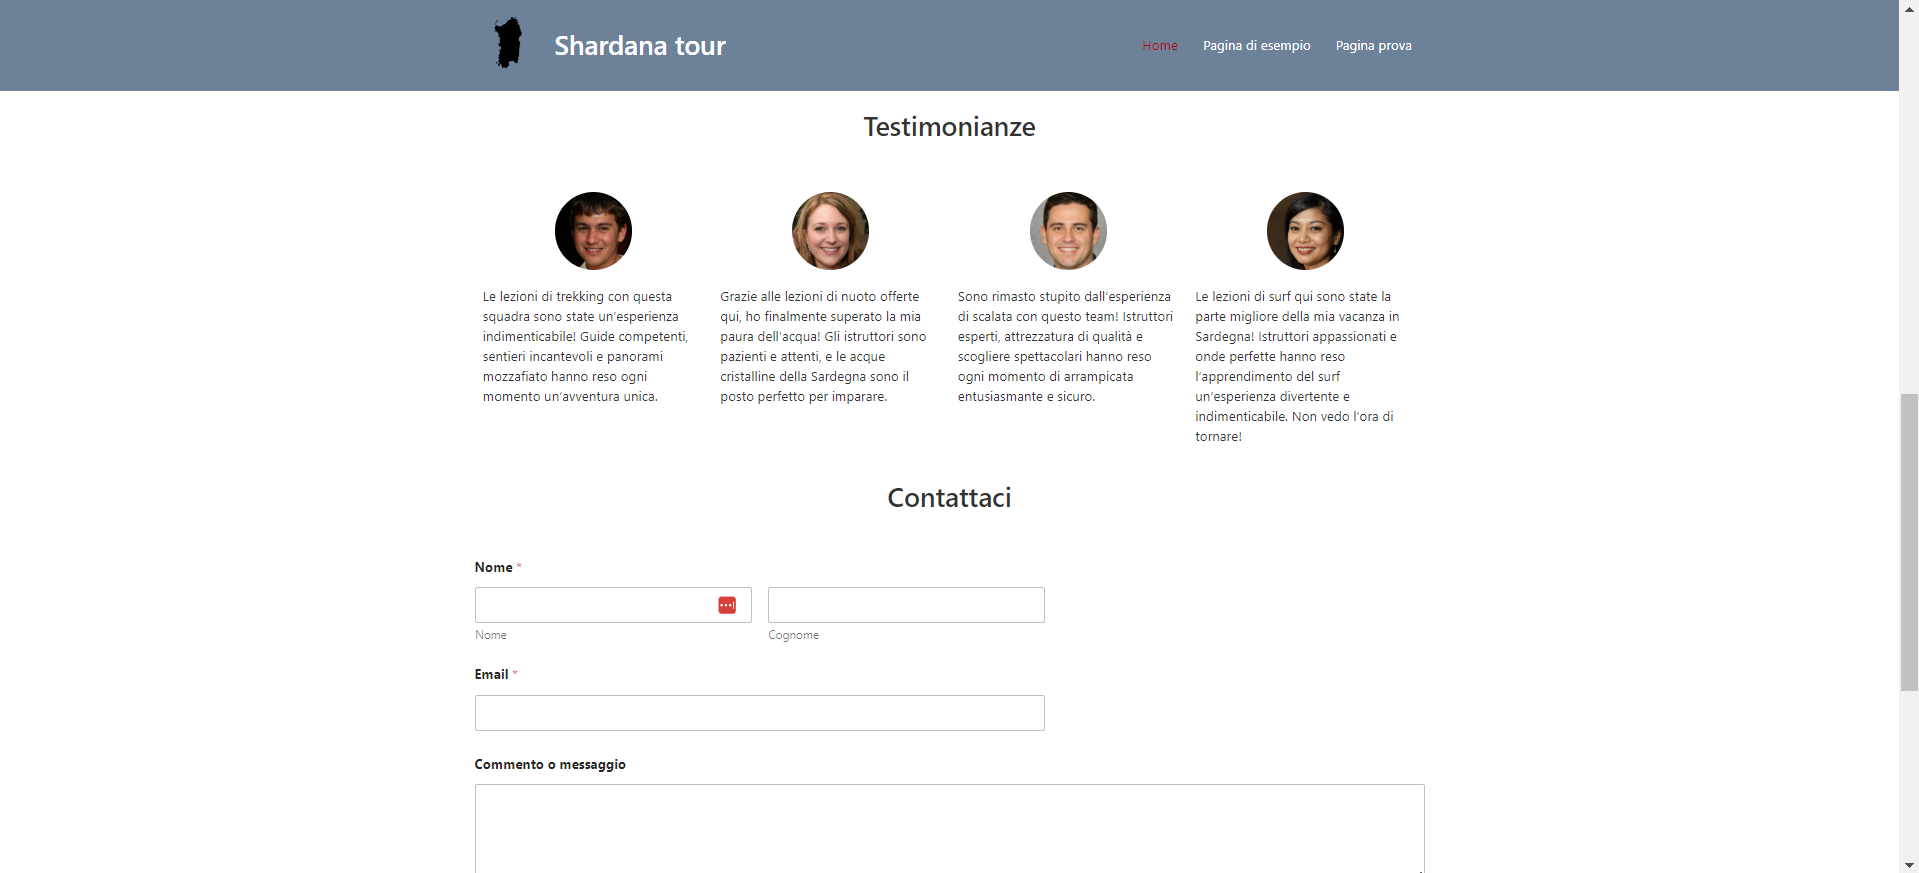 Shardana tour
Home
Pagina di esempio
Pagina prova
Testimonianze
Le lezioni di trekking con questa
squadra sono state un’esperienza
indimenticabile! Guide competenti,
sentieri incantevoli e panorami
mozzafiato hanno reso ogni
momento un’avventura unica.
Grazie alle lezioni di nuoto offerte
qui, ho finalmente superato la mia
paura dell’acqua! Gli istruttori sono
pazienti e attenti, e le acque
cristalline della Sardegna sono il
posto perfetto per imparare.
Sono rimasto stupito dall’esperienza
di scalata con questo team! Istruttori
esperti, attrezzatura di qualità e
scogliere spettacolari hanno reso
ogni momento di arrampicata
entusiasmante e sicuro.
Le lezioni di surf qui sono state la
parte migliore della mia vacanza in
Sardegna! Istruttori appassionati e
onde perfette hanno reso
l’apprendimento del surf
un’esperienza divertente e
indimenticabile. Non vedo l’ora di
tornare!
Contattaci
Nome *
Nome
Cognome
Email *
Commento o messaggio